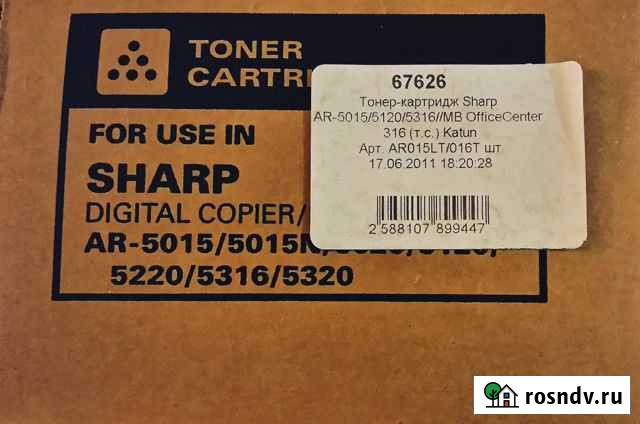 TONER
FOR USE IN
SHARP
DIGITAL COPIER/
AR-5015/5015N/
5220/5316/5320
67626
Тонер-картридж Sharp
AR-5015/5120/5316//MB OfficeCenter
316 (т.с.) Katun
Арт. AR015LT/016T шт
17.06.2011 18:20:28
2 588107 899447
rosndv.ru